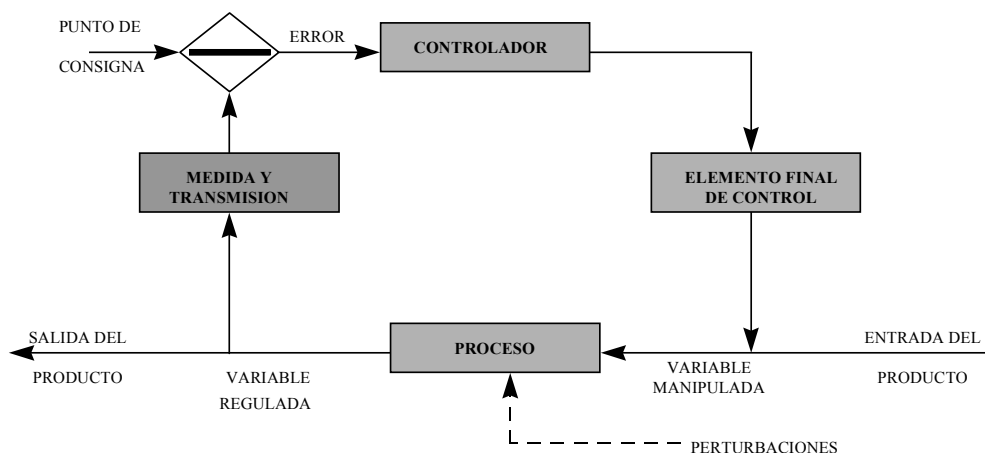 PUNTO DE
CONSIGNA
ERROR
CONTROLADOR
MEDIDA Y
TRANSMISION
ELEMENTO FINAL
DE CONTROL
SALIDA DEL
PRODUCTO
VARIABLE
REGULADA
PROCESO
VARIABLE
MANIPULADA
ENTRADA DEL
PRODUCTO
PERTURBACIONES